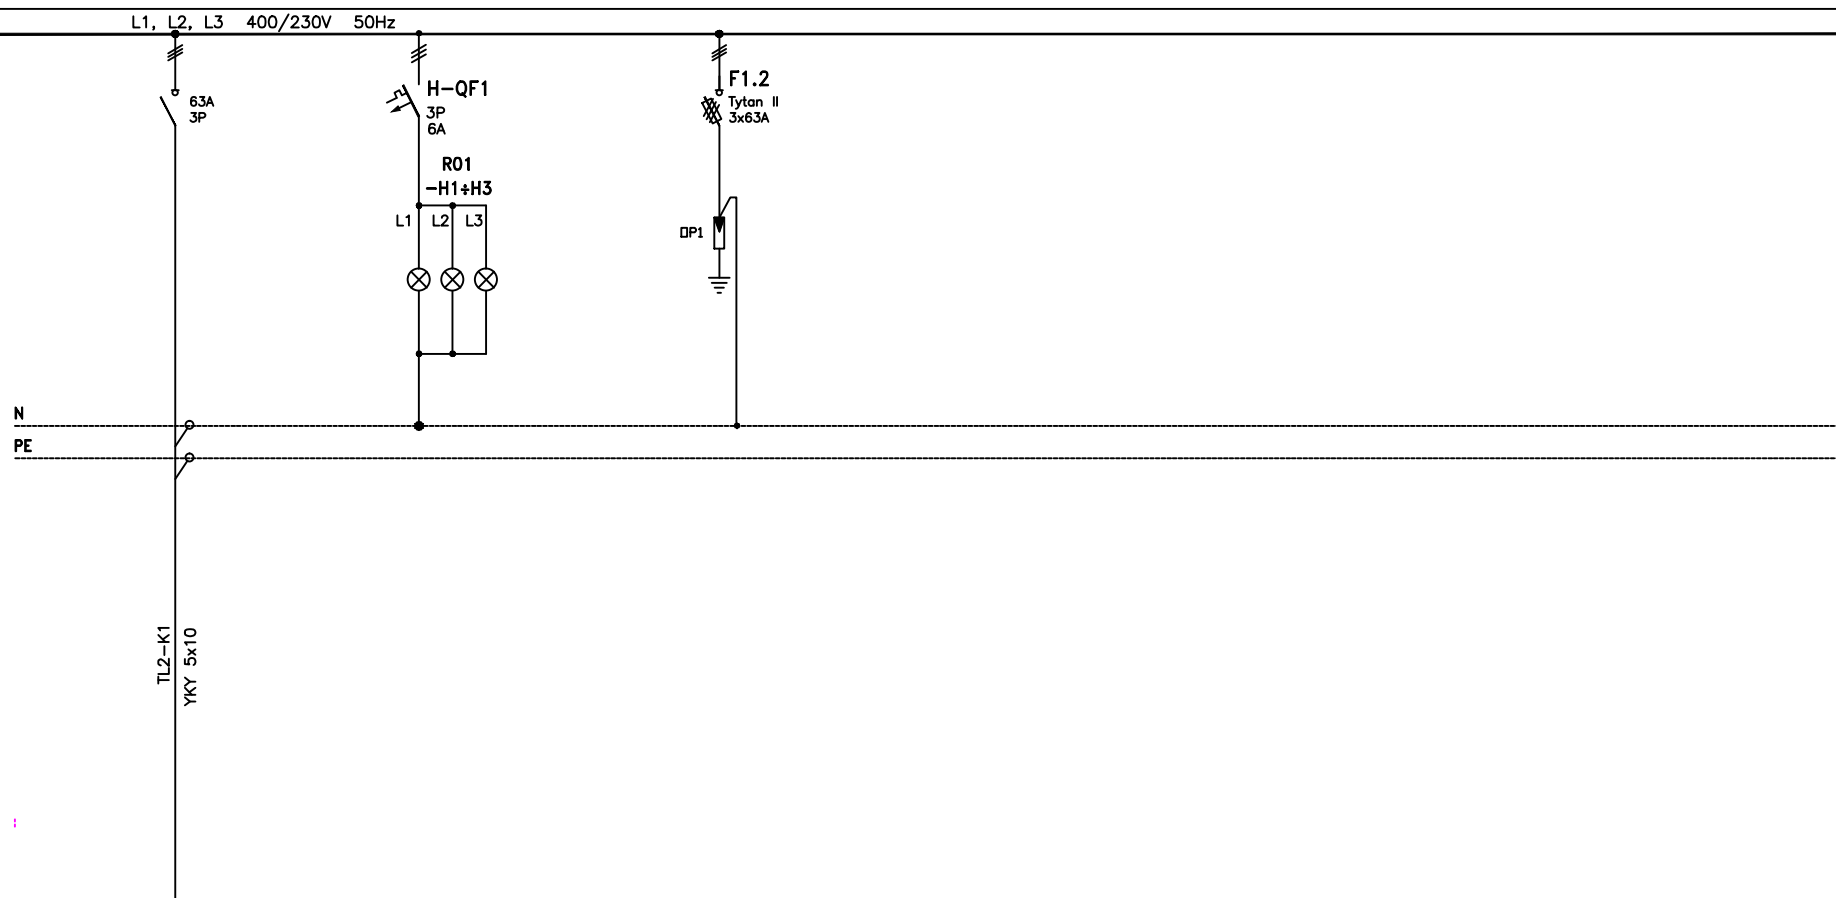 L1, L2, L3 400/230V 50Hz
63A
3P
H-QF1
3P
6A
R01
-H1÷H3
L1 L2 L3
F1.2
Tytan II
3x63A
OP1
N
PE
TL2-K1
YKY 5x10